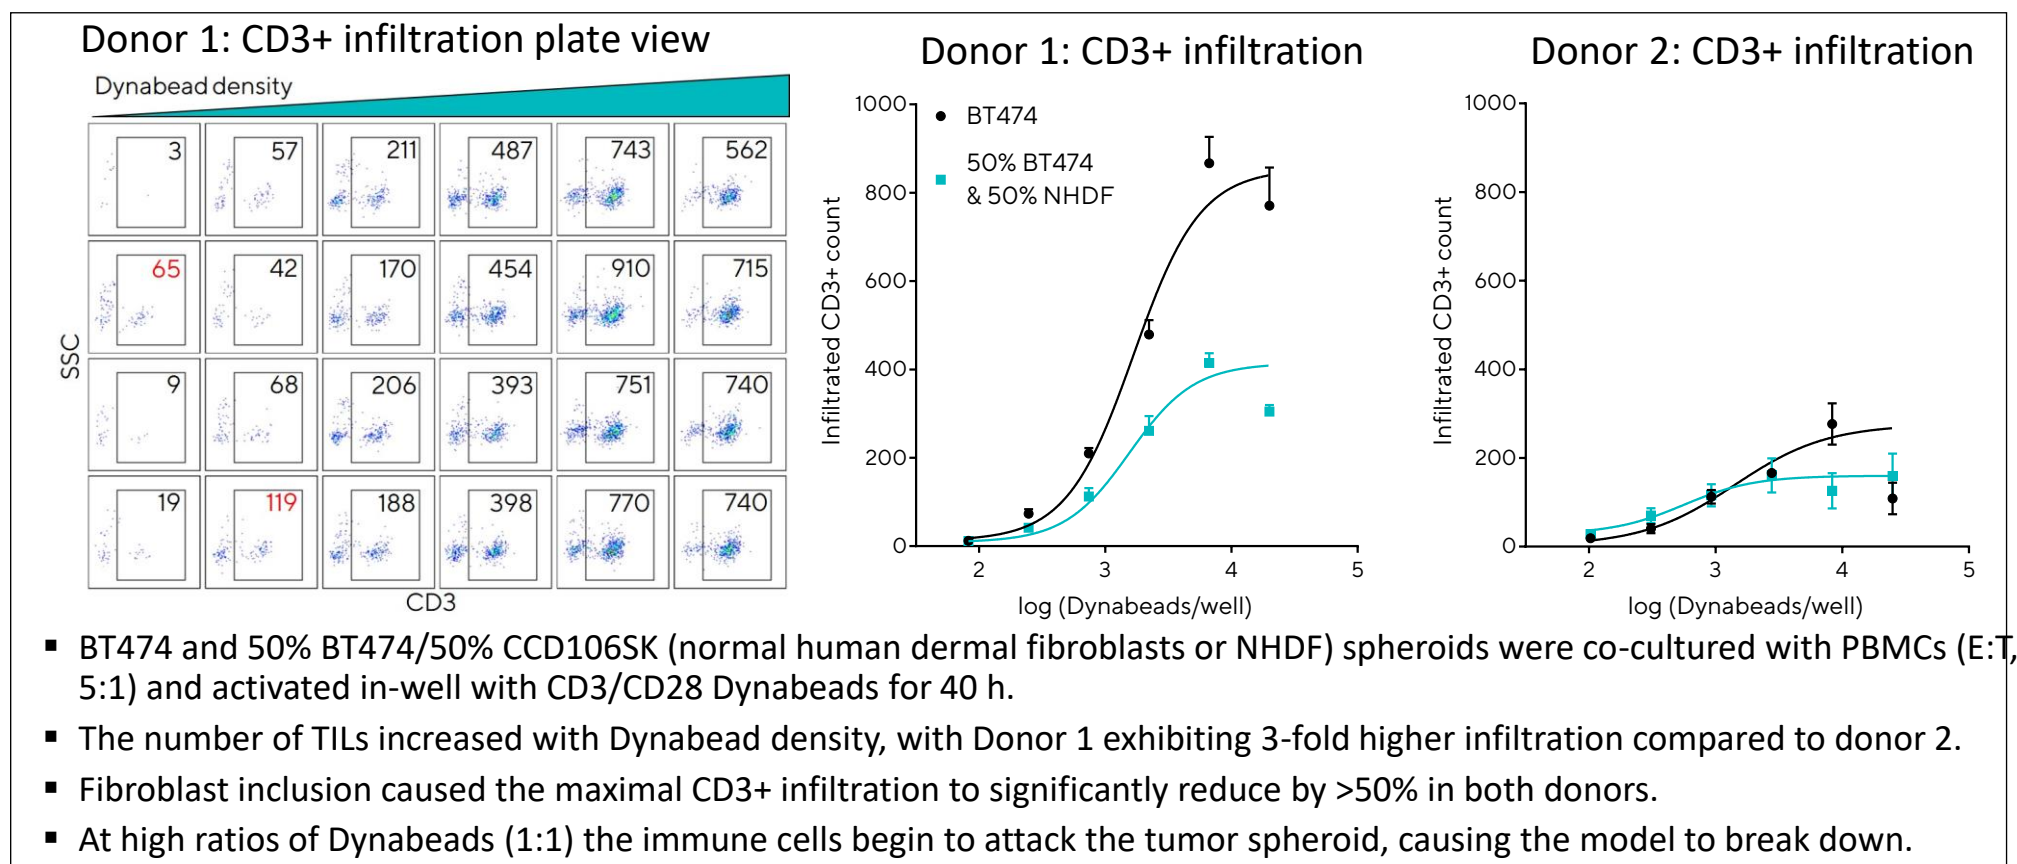 Donor 1: CD3+ infiltration plate view
Dynabead density
3 57 211 487 743 562
65 42 170 454 910 715
9 68 206 393 751 740
19 119 188 398 770 740
SSC
CD3
Donor 1: CD3+ infiltration
1000
800
600
400
200
0
Infiltrated CD3+ count
BT474
50% BT474
& 50% NHDF
2 3 4 5
log (Dynabeads/well)
Donor 2: CD3+ infiltration
1000
800
600
400
200
0
Infiltrated CD3+ count
2 3 4 5
log (Dynabeads/well)
▪ BT474 and 50% BT474/50% CCD106SK (normal human dermal fibroblasts or NHDF) spheroids were co-cultured with PBMCs (E:T,
5:1) and activated in-well with CD3/CD28 Dynabeads for 40 h.
▪ The number of TILs increased with Dynabead density, with Donor 1 exhibiting 3-fold higher infiltration compared to donor 2.
▪ Fibroblast inclusion caused the maximal CD3+ infiltration to significantly reduce by >50% in both donors.
▪ At high ratios of Dynabeads (1:1) the immune cells begin to attack the tumor spheroid, causing the model to break down.